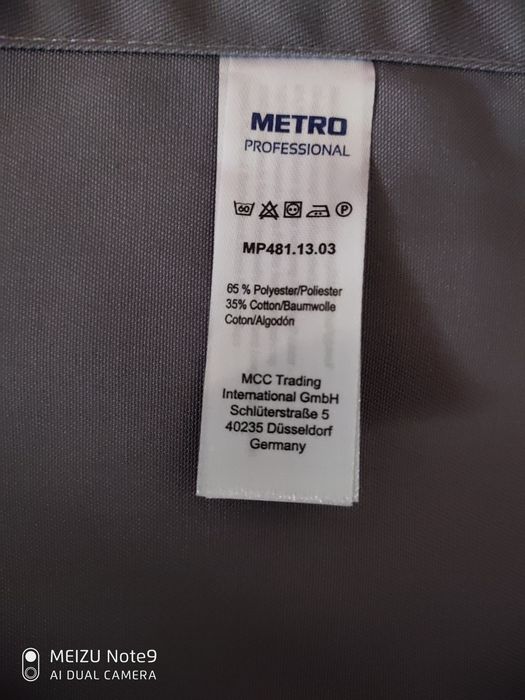 METRO
PROFESSIONAL
60 P
MP481.13.03
65 % Polyester/Poliester
35% Cotton/Baumwolle
Coton/Algodón
MCC Trading
International GmbH
Schlüterstraße 5
40235 Düsseldorf
Germany
MEIZU Note9
AI DUAL CAMERA